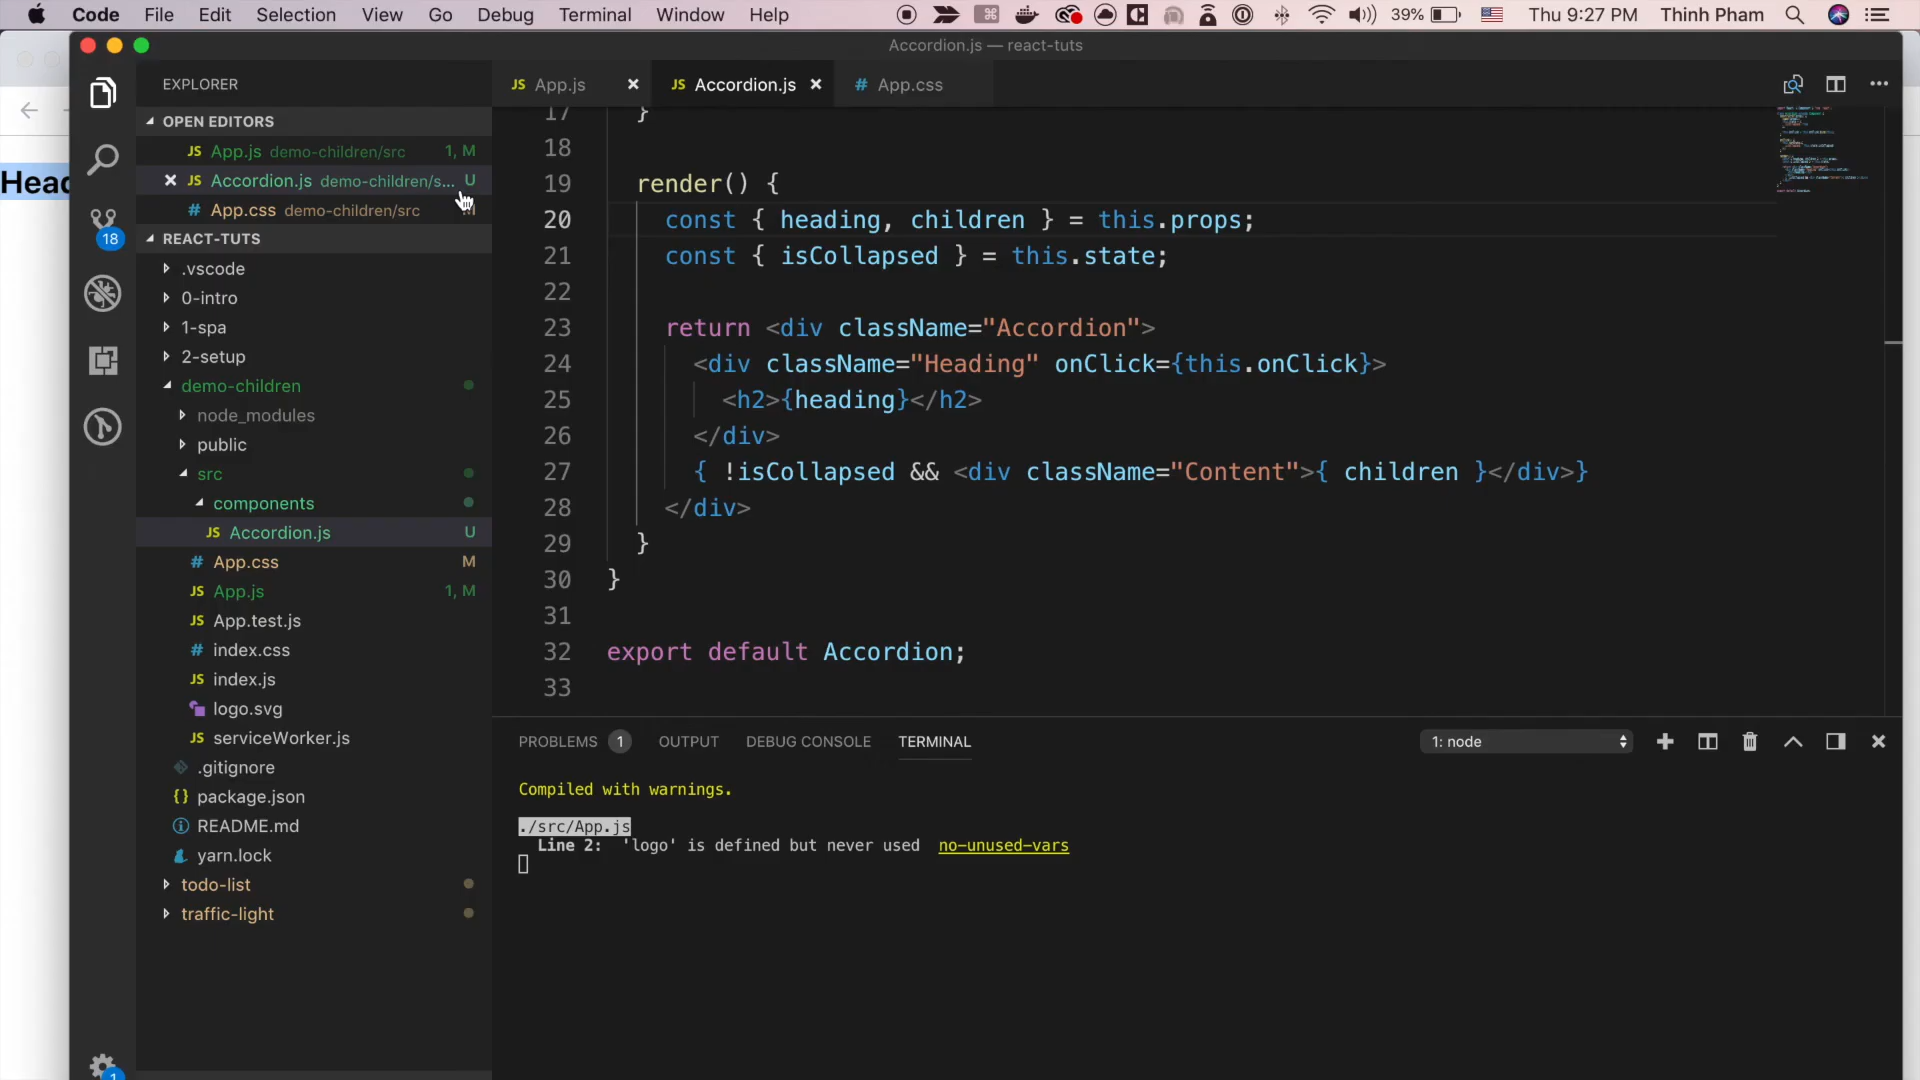 Code File Edit Selection View Go Debug Terminal Window Help 39% Thu 9:27 PM Thinh Pham
Accordion.js — react-tuts
EXPLORER
OPEN EDITORS
JS App.js demo-children/src 1, M
JS Accordion.js demo-children/s... U
# App.css demo-children/src M
REACT-TUTS
.vscode
0-intro
1-spa
2-setup
demo-children
node_modules
public
src
components
JS Accordion.js U
# App.css M
JS App.js 1, M
JS App.test.js
# index.css
JS index.js
logo.svg
JS serviceWorker.js
.gitignore
{} package.json
README.md
yarn.lock
todo-list
traffic-light
18
1
Head
JS App.js JS Accordion.js # App.css
17 }
18
19 render() {
20 const { heading, children } = this.props;
21 const { isCollapsed } = this.state;
22
23 return <div className="Accordion">
24 <div className="Heading" onClick={this.onClick}>
25 <h2>{heading}</h2>
26 </div>
27 { !isCollapsed && <div className="Content">{ children }</div>}
28 </div>
29 }
30 }
31
32 export default Accordion;
33
PROBLEMS 1 OUTPUT DEBUG CONSOLE TERMINAL 1: node
Compiled with warnings.
./src/App.js
Line 2: 'logo' is defined but never used no-unused-vars